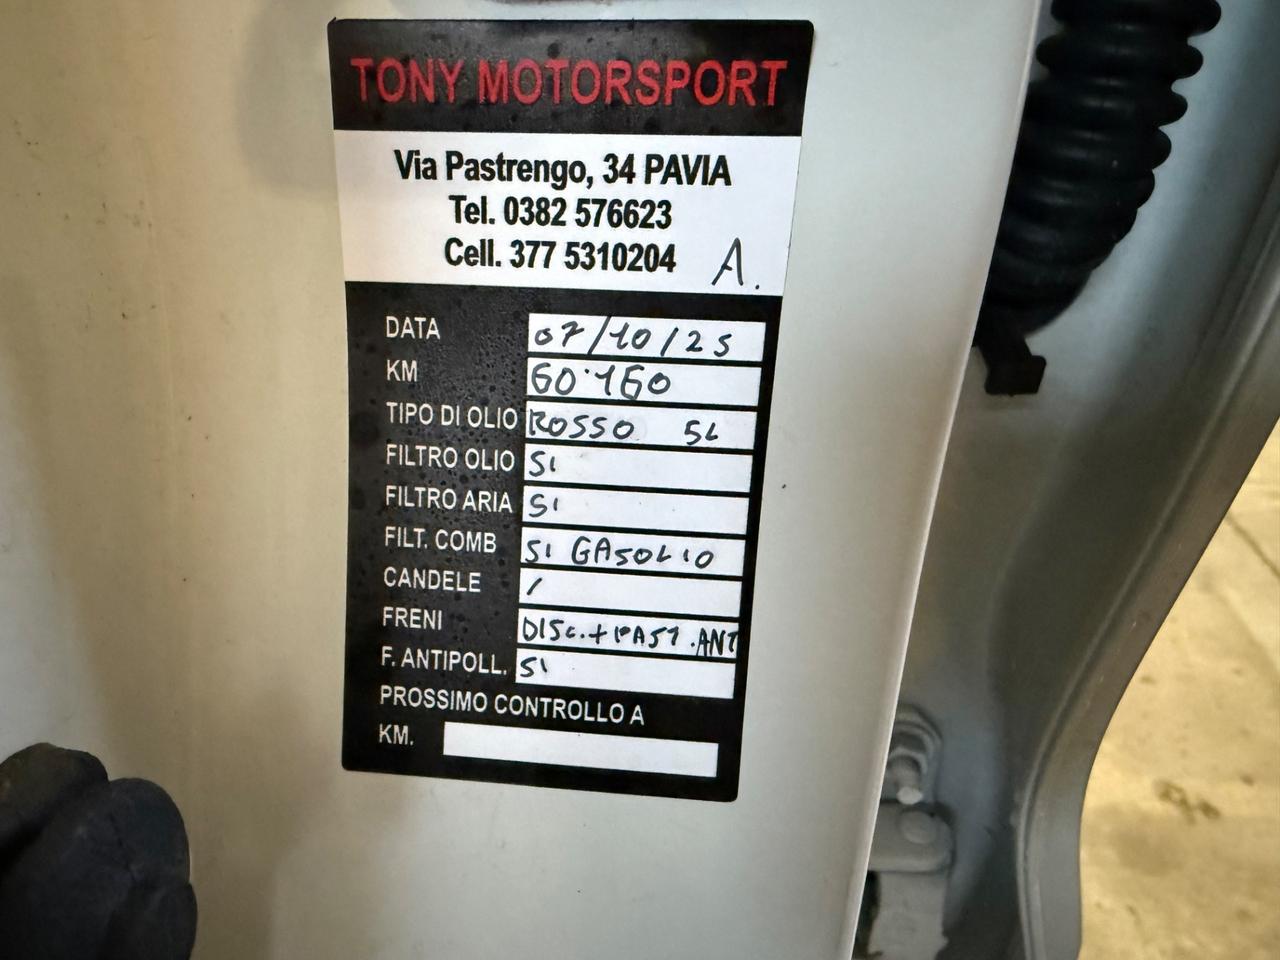 TONY MOTORSPORT
Via Pastrengo, 34 PAVIA
Tel. 0382 576623
Cell. 377 5310204 A.
DATA 07/10/25
KM 60.160
TIPO DI OLIO ROSSO 5L
FILTRO OLIO SI
FILTRO ARIA SI
FILT. COMB SI GASOLIO
CANDELE /
FRENI DISC.+PAST.ANT
F. ANTIPOLL. SI
PROSSIMO CONTROLLO A
KM.